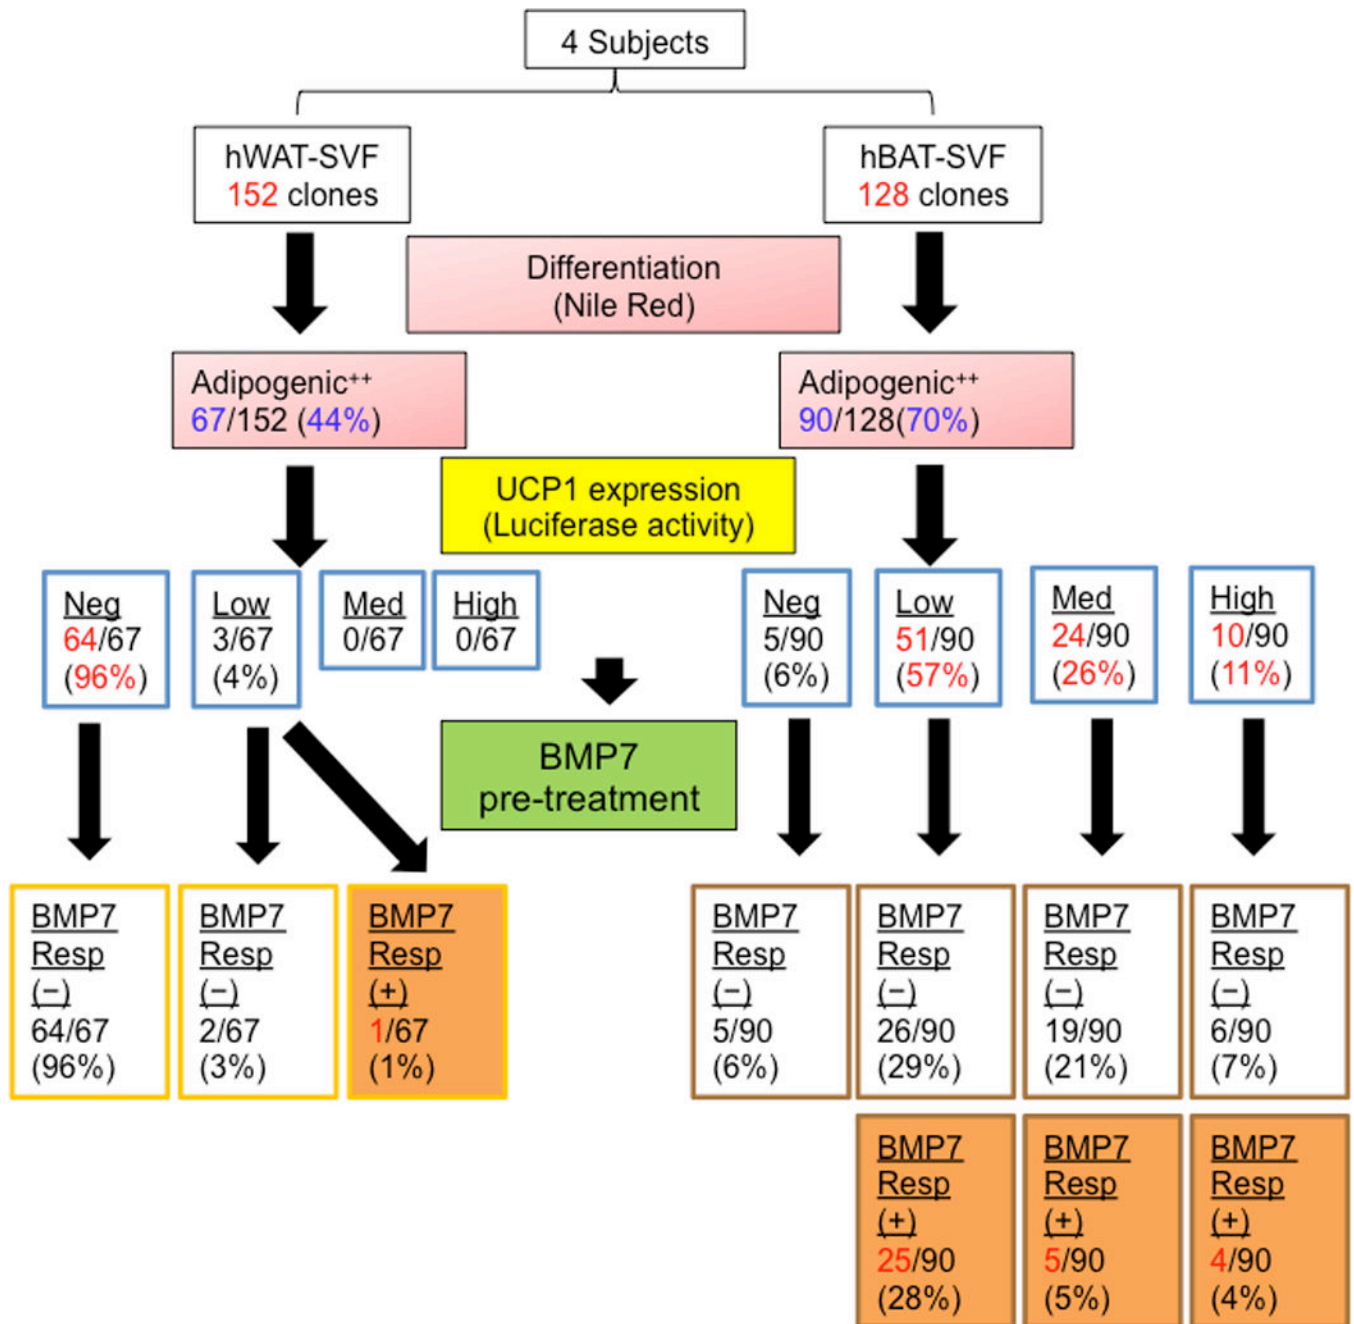 4 Subjects
hWAT-SVF
152 clones
hBAT-SVF
128 clones
Differentiation
(Nile Red)
Adipogenic⁺⁺
67/152 (44%)
Adipogenic⁺⁺
90/128(70%)
UCP1 expression
(Luciferase activity)
Neg
64/67
(96%)
Low
3/67
(4%)
Med
0/67
High
0/67
Neg
5/90
(6%)
Low
51/90
(57%)
Med
24/90
(26%)
High
10/90
(11%)
BMP7
pre-treatment
BMP7
Resp
(−)
64/67
(96%)
BMP7
Resp
(−)
2/67
(3%)
BMP7
Resp
(+)
1/67
(1%)
BMP7
Resp
(−)
5/90
(6%)
BMP7
Resp
(−)
26/90
(29%)
BMP7
Resp
(−)
19/90
(21%)
BMP7
Resp
(−)
6/90
(7%)
BMP7
Resp
(+)
25/90
(28%)
BMP7
Resp
(+)
5/90
(5%)
BMP7
Resp
(+)
4/90
(4%)